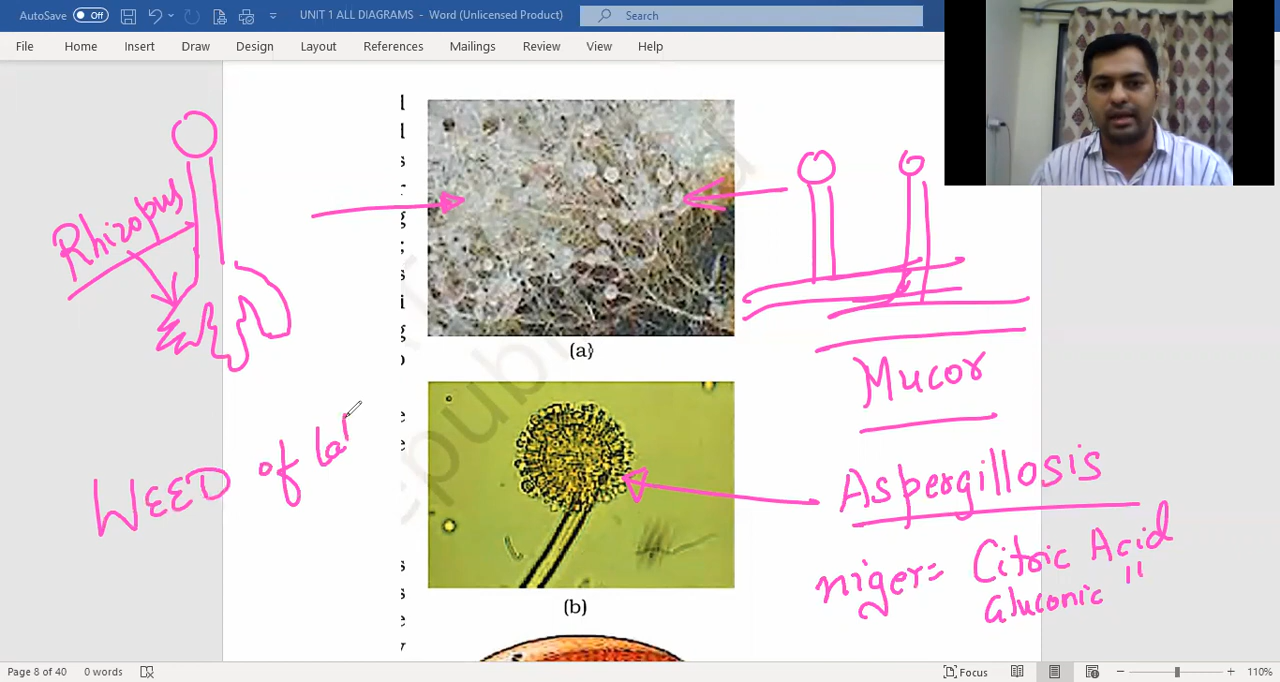 AutoSave Off
UNIT 1 ALL DIAGRAMS - Word (Unlicensed Product)
Search
File Home Insert Draw Design Layout References Mailings Review View Help
d
d
s
r
g
;
s
i
g
Rhizopus
(a)
Mucor
e
e
WEED of la
Aspergillosis
niger = Citric Acid
Gluconic "
(b)
s
s
e
Page 8 of 40 0 words
Focus
110%